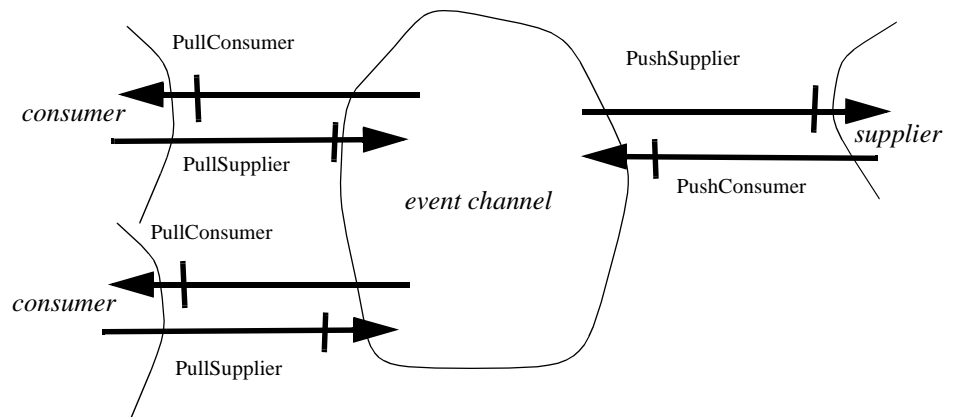 PullConsumer
consumer
PullSupplier
PullConsumer
consumer
PullSupplier
event channel
PushSupplier
supplier
PushConsumer